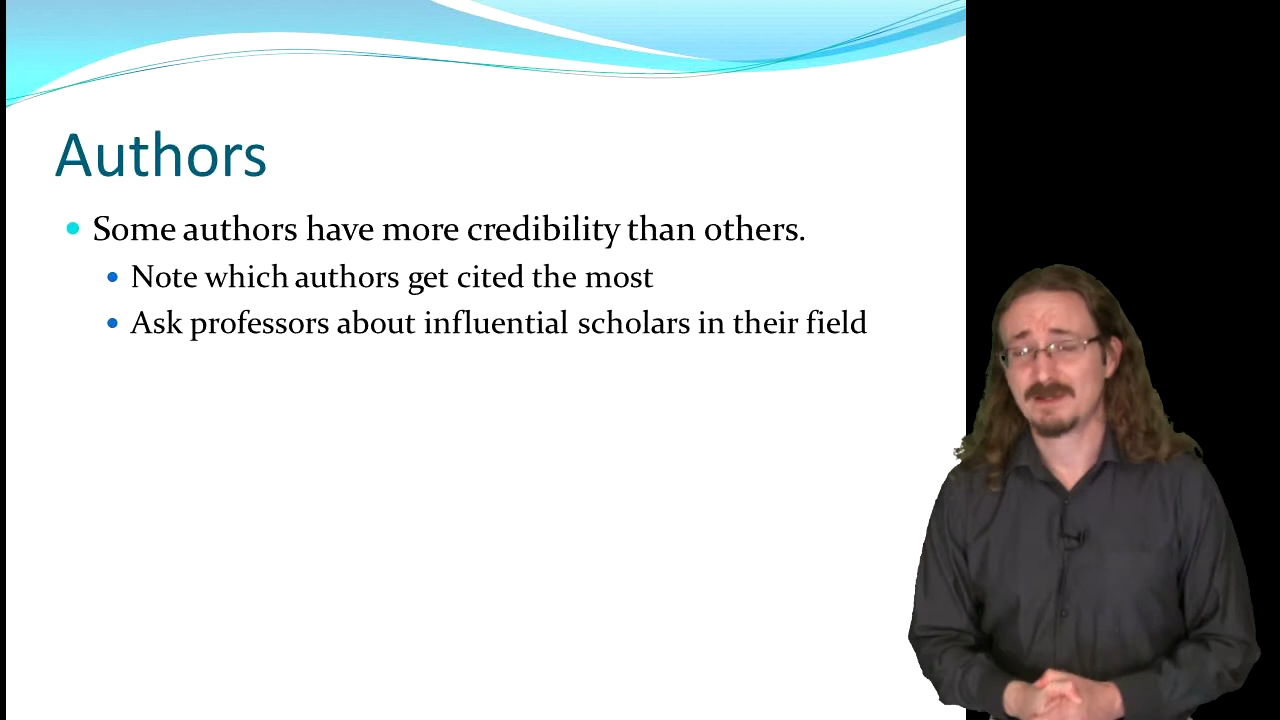 Authors
Some authors have more credibility than others.
Note which authors get cited the most
Ask professors about influential scholars in their field